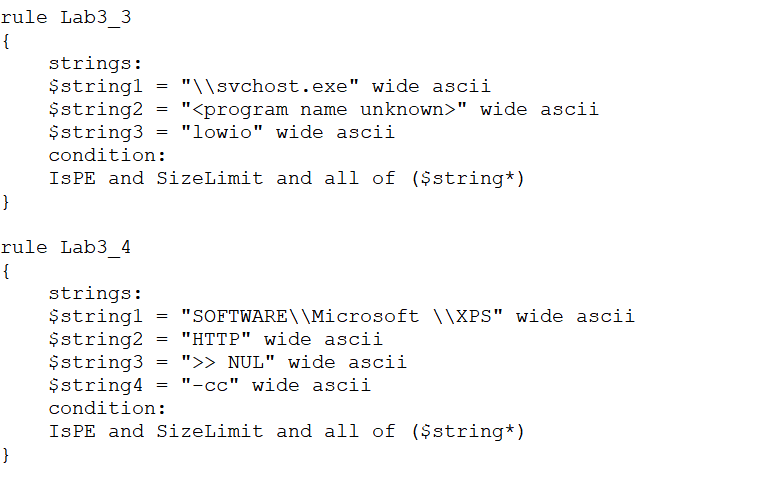 rule Lab3_3
{
    strings:
    $string1 = "\\svchost.exe" wide ascii
    $string2 = "<program name unknown>" wide ascii
    $string3 = "lowio" wide ascii
    condition:
    IsPE and SizeLimit and all of ($string*)
}

rule Lab3_4
{
    strings:
    $string1 = "SOFTWARE\\Microsoft \\XPS" wide ascii
    $string2 = "HTTP" wide ascii
    $string3 = ">> NUL" wide ascii
    $string4 = "-cc" wide ascii
    condition:
    IsPE and SizeLimit and all of ($string*)
}